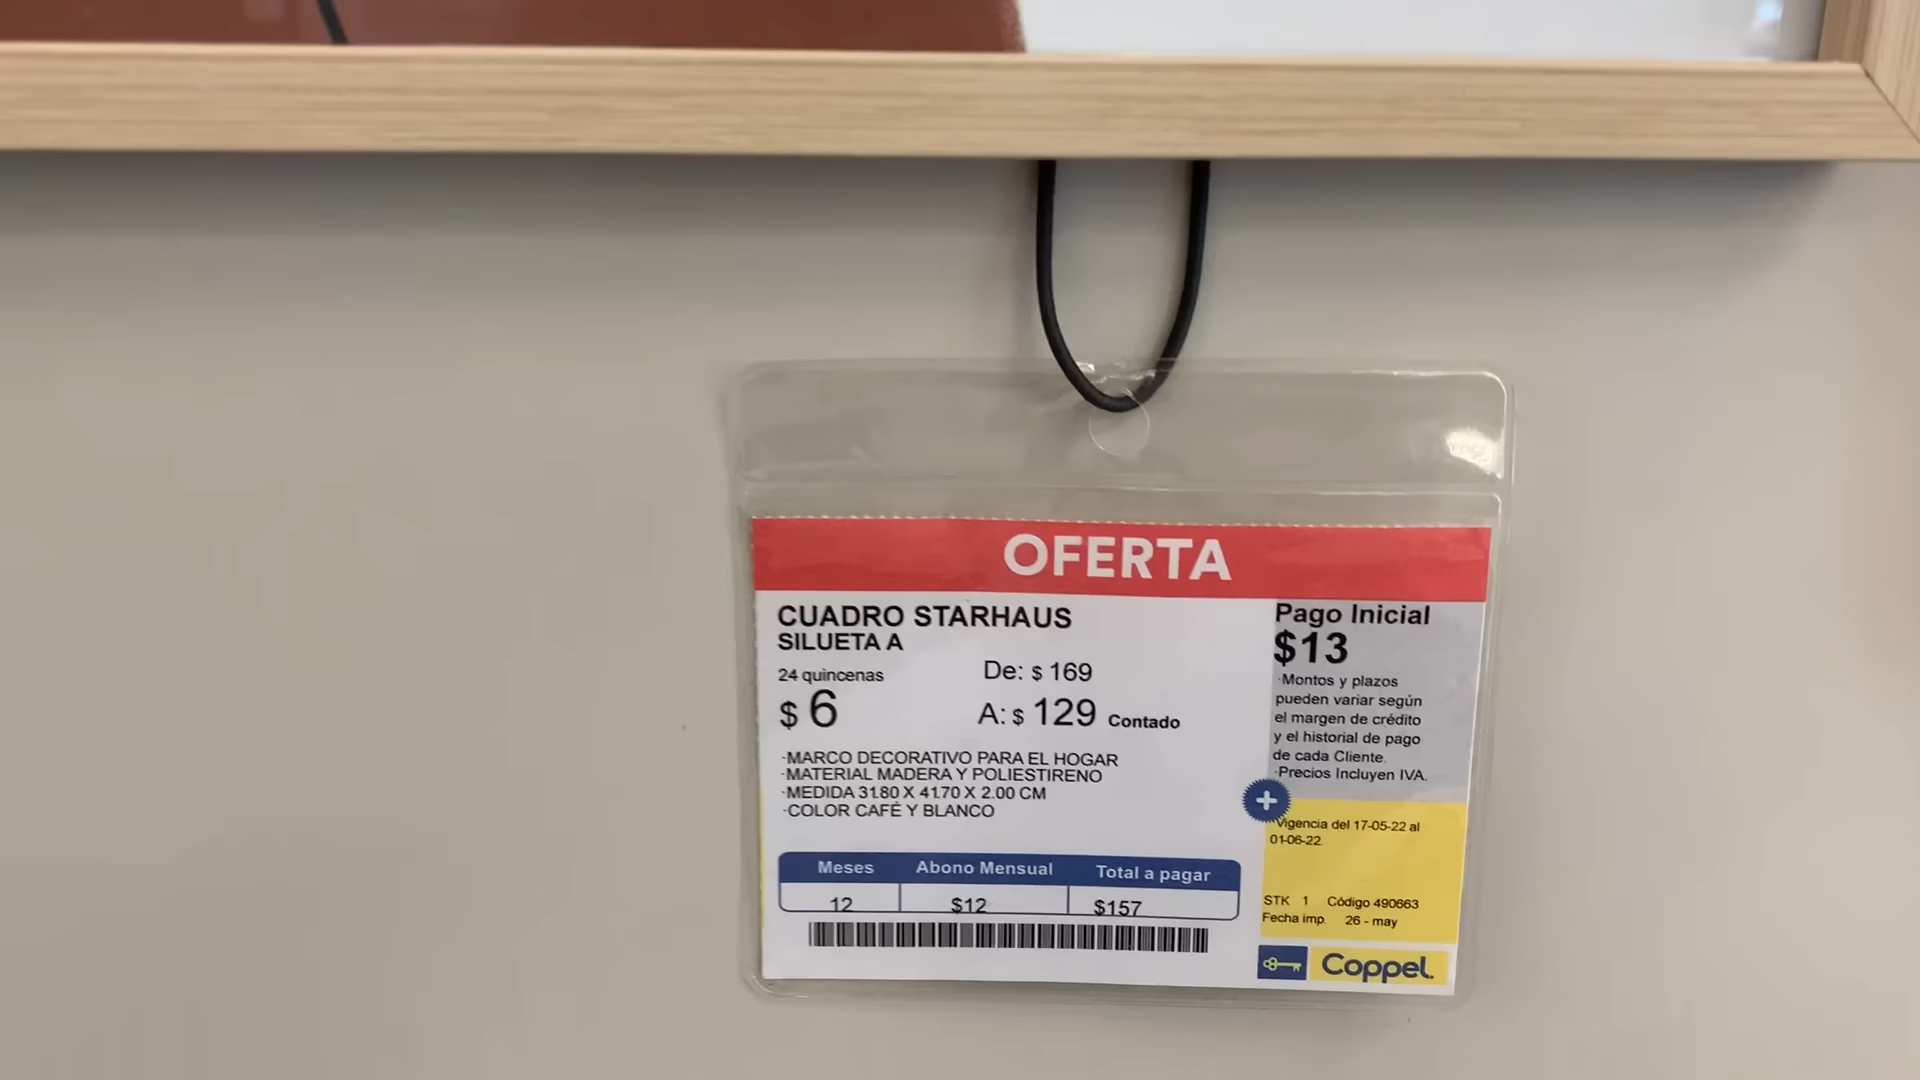 OFERTA
CUADRO STARHAUS
SILUETA A
24 quincenas
$ 6
De: $ 169
A: $ 129 Contado
·MARCO DECORATIVO PARA EL HOGAR
·MATERIAL MADERA Y POLIESTIRENO
·MEDIDA 31.80 X 41.70 X 2.00 CM
·COLOR CAFÉ Y BLANCO
Meses Abono Mensual Total a pagar
12 $12 $157
Pago Inicial
$13
·Montos y plazos
pueden variar según
el margen de crédito
y el historial de pago
de cada Cliente.
·Precios Incluyen IVA.
+
Vigencia del 17-05-22 al
01-06-22
STK 1 Código 490663
Fecha imp. 26 - may
Coppel.